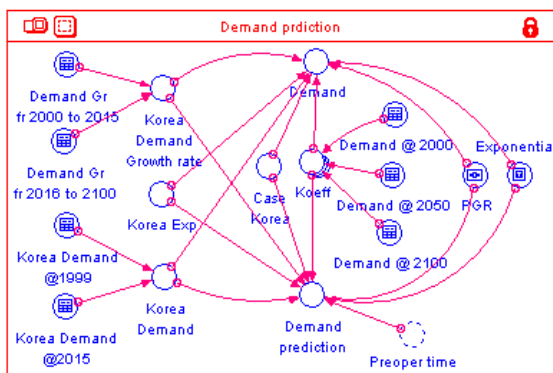 Demand prdiction
Demand Gr
fr 2000 to 2015
Korea
Demand
Growth rate
Demand
Demand Gr
fr 2016 to 2100
Korea Exp
Case
Korea
Koeff
Demand @ 2000
Demand @ 2050
Demand @ 2100
PGR
Exponentia
Korea Demand
@1999
Korea
Demand
Korea Demand
@2015
Demand
prediction
Preoper time